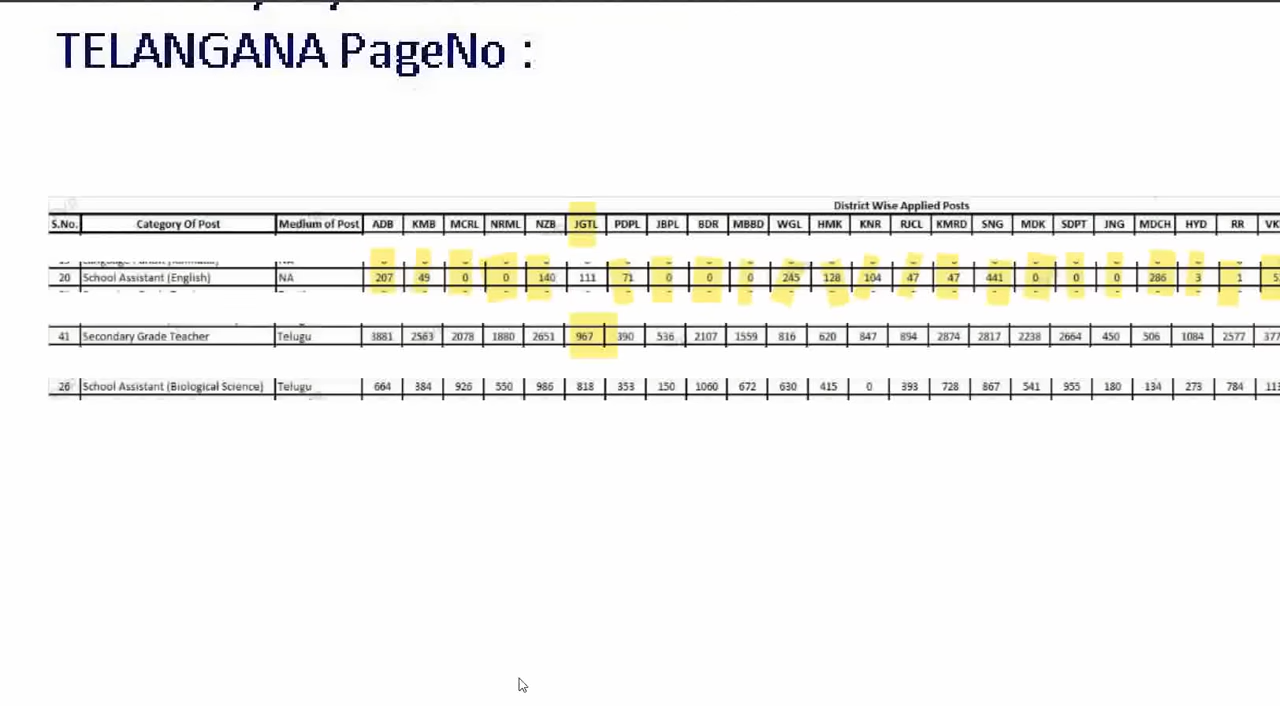 TELANGANA PageNo :
District Wise Applied Posts
S.No. Category Of Post Medium of Post ADB KMB MCRL NRML NZB JGTL PDPL JBPL BDR MBBD WGL HMK KNR RJCL KMRD SNG MDK SDPT JNG MDCH HYD RR
20 School Assistant (English) NA 207 49 0 0 140 111 71 0 0 0 245 128 104 47 47 441 0 0 0 286 3 1
41 Secondary Grade Teacher Telugu 3881 2563 2078 1880 2651 967 390 536 2107 1559 816 620 847 894 2874 2817 2238 2664 450 506 1084 2577
26 School Assistant (Biological Science) Telugu 664 384 926 550 986 818 353 150 1060 672 630 415 0 393 728 867 541 955 180 134 273 784